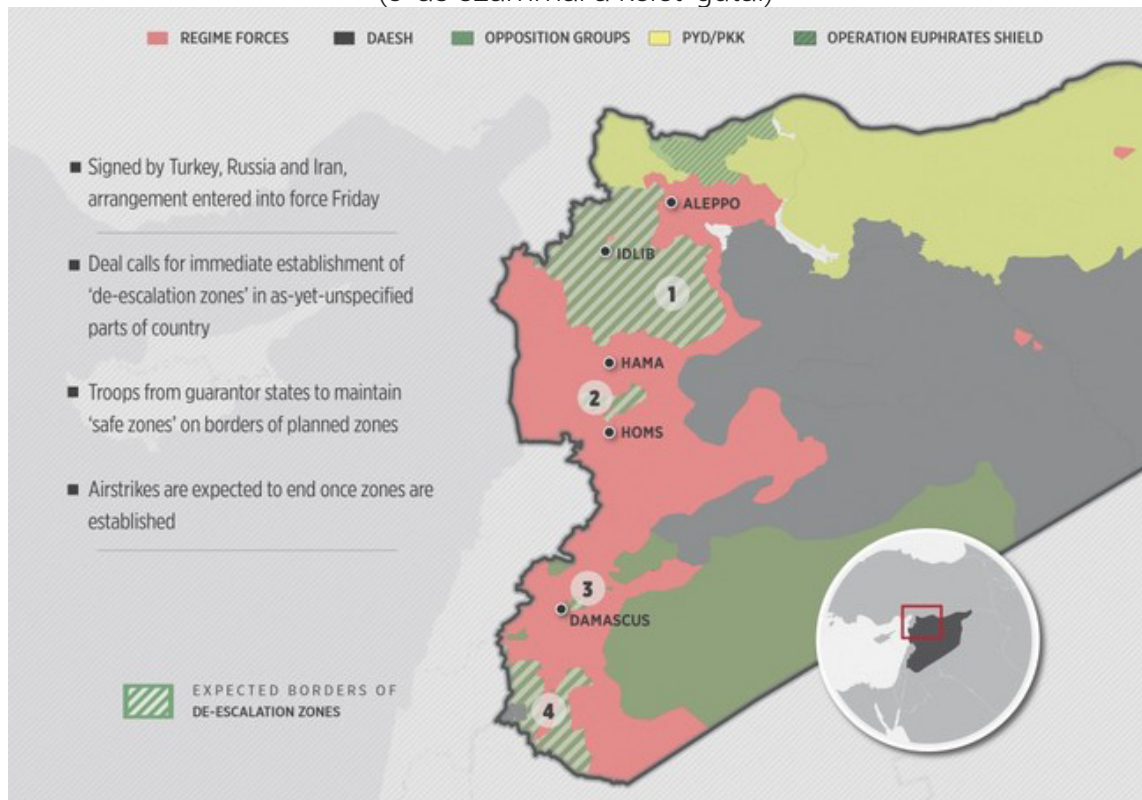 REGIME FORCES DAESH OPPOSITION GROUPS PYD/PKK OPERATION EUPHRATES SHIELD
■ Signed by Turkey, Russia and Iran,
arrangement entered into force Friday
■ Deal calls for immediate establishment of
‘de-escalation zones’ in as-yet-unspecified
parts of country
■ Troops from guarantor states to maintain
‘safe zones’ on borders of planned zones
■ Airstrikes are expected to end once zones are
established
ALEPPO
IDLIB
1
HAMA
2
HOMS
3
DAMASCUS
4
EXPECTED BORDERS OF
DE-ESCALATION ZONES